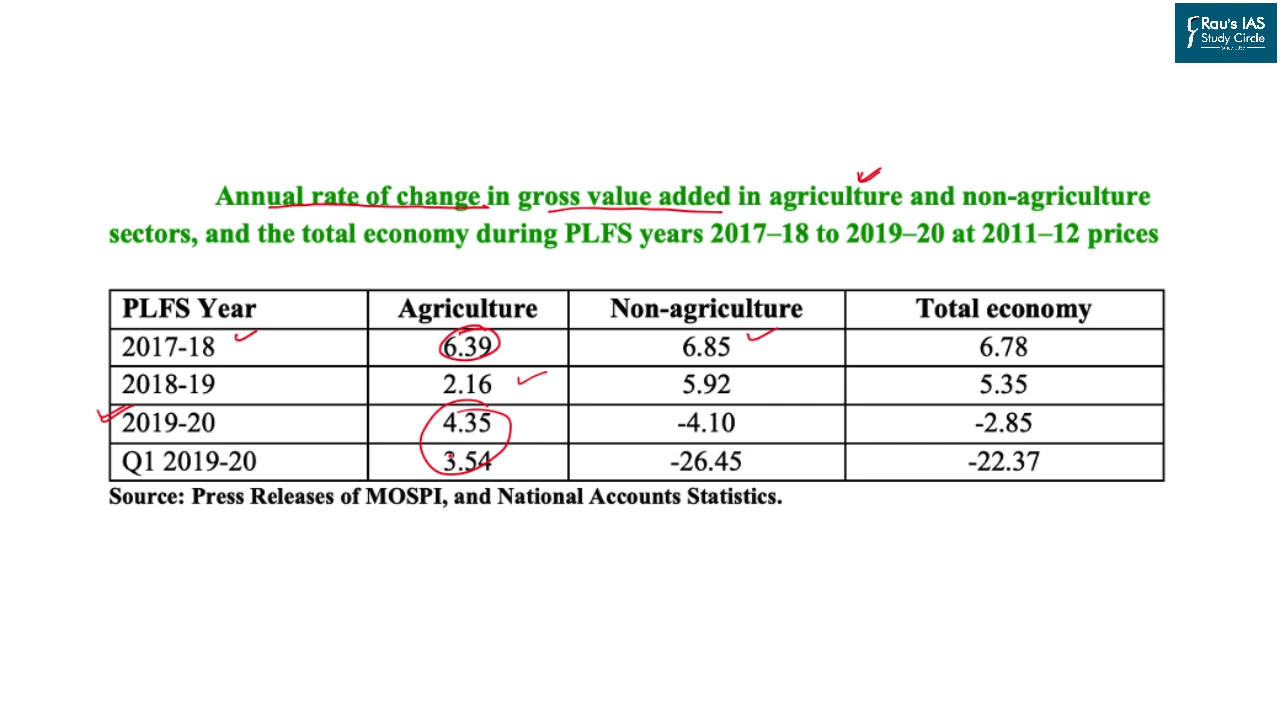 Rau's IAS
Study Circle
Annual rate of change in gross value added in agriculture and non-agriculture
sectors, and the total economy during PLFS years 2017–18 to 2019–20 at 2011–12 prices
PLFS Year Agriculture Non-agriculture Total economy
2017-18 6.39 6.85 6.78
2018-19 2.16 5.92 5.35
2019-20 4.35 -4.10 -2.85
Q1 2019-20 3.54 -26.45 -22.37
Source: Press Releases of MOSPI, and National Accounts Statistics.